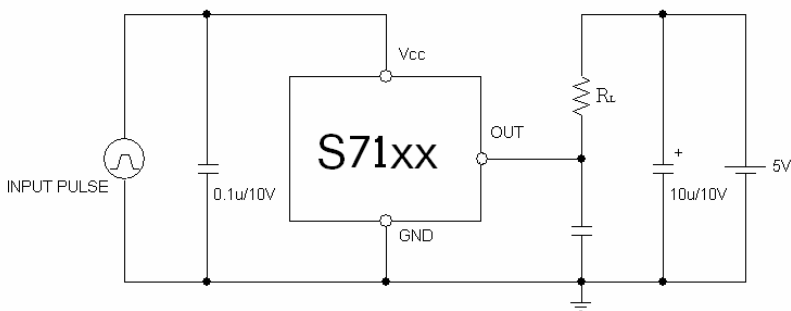 Vcc
S71xx
OUT
RL
+
INPUT PULSE
0.1u/10V
10u/10V
5V
GND